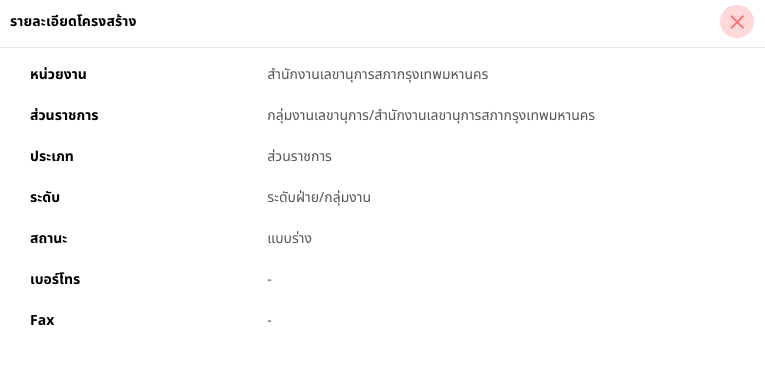 รายละเอียดโครงสร้าง
หน่วยงาน สำนักงานเลขานุการสภากรุงเทพมหานคร
ส่วนราชการ กลุ่มงานเลขานุการ/สำนักงานเลขานุการสภากรุงเทพมหานคร
ประเภท ส่วนราชการ
ระดับ ระดับฝ่าย/กลุ่มงาน
สถานะ แบบร่าง
เบอร์โทร -
Fax -